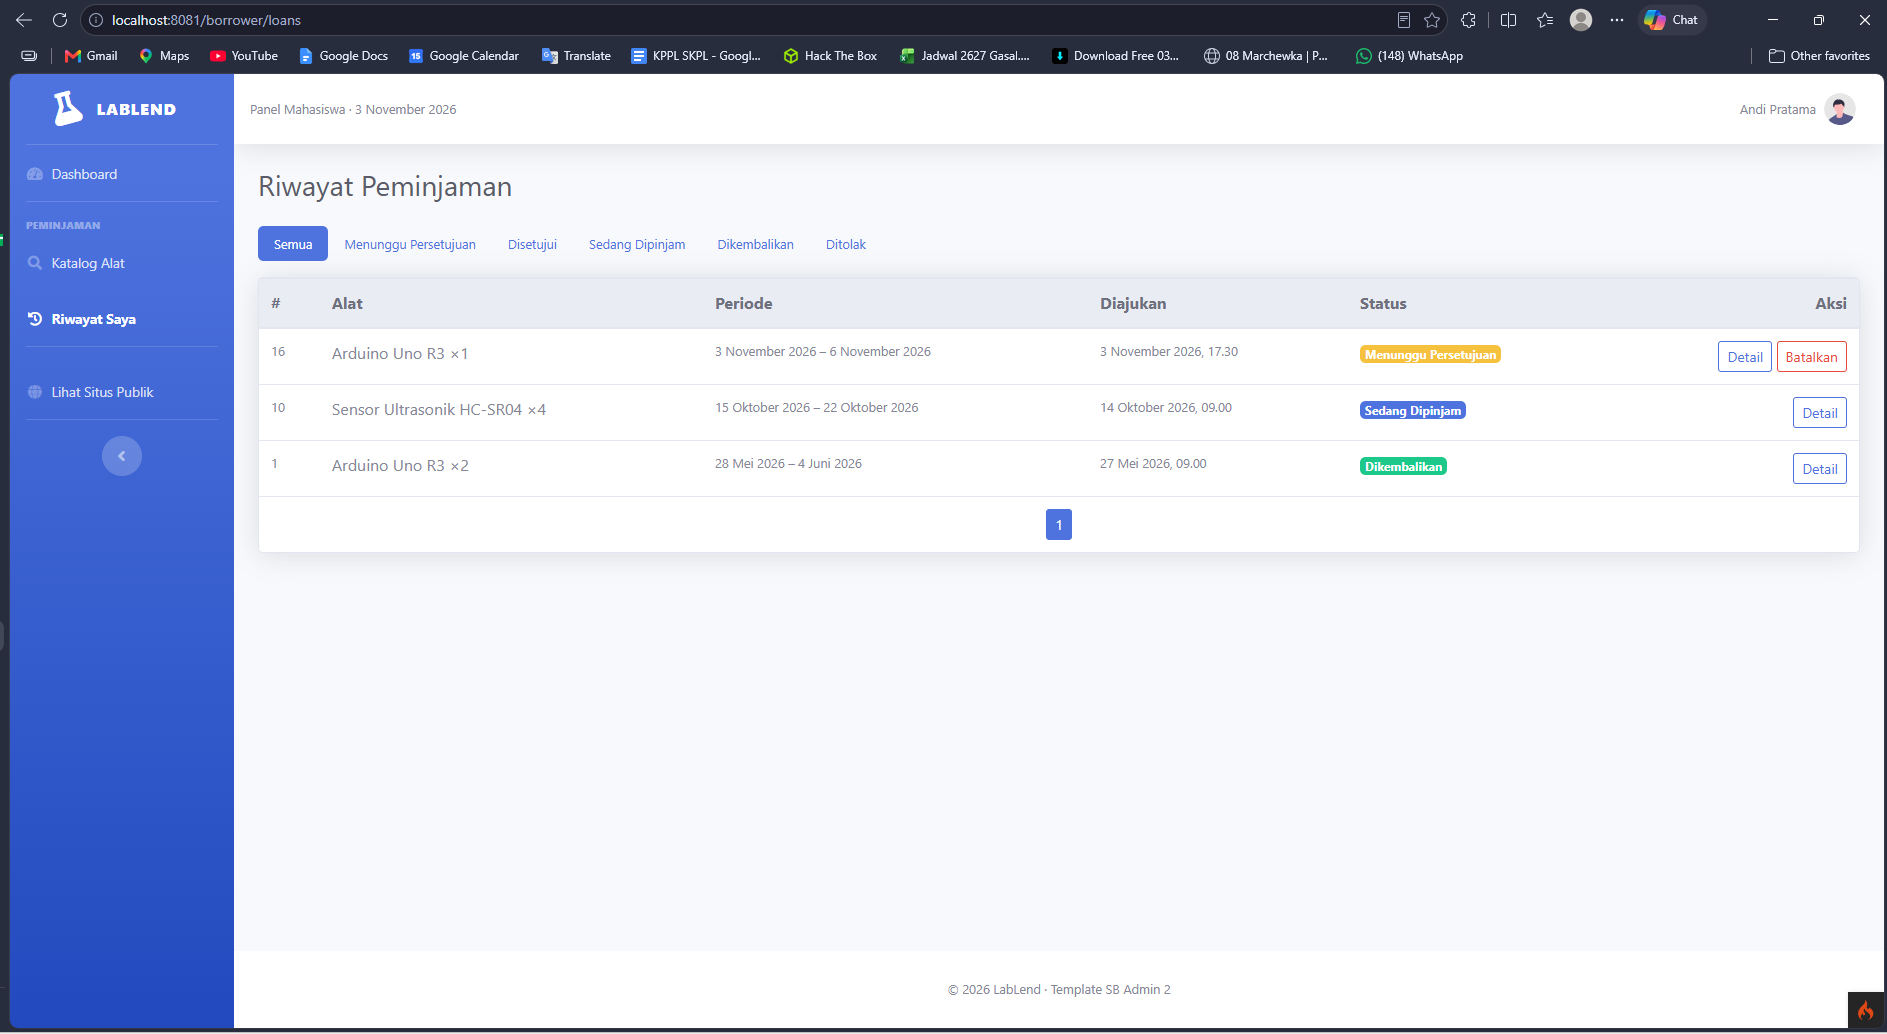 localhost:8081/borrower/loans
Chat
Gmail
Maps
YouTube
Google Docs
15 Google Calendar
Translate
KPPL SKPL - Googl...
Hack The Box
Jadwal 2627 Gasal....
Download Free 03...
08 Marchewka | P...
(148) WhatsApp
Other favorites
LABLEND
Panel Mahasiswa · 3 November 2026
Andi Pratama
Dashboard
PEMINJAMAN
Katalog Alat
Riwayat Saya
Lihat Situs Publik
Riwayat Peminjaman
Semua Menunggu Persetujuan Disetujui Sedang Dipinjam Dikembalikan Ditolak
# Alat Periode Diajukan Status Aksi
16 Arduino Uno R3 ×1 3 November 2026 – 6 November 2026 3 November 2026, 17.30 Menunggu Persetujuan Detail Batalkan
10 Sensor Ultrasonik HC-SR04 ×4 15 Oktober 2026 – 22 Oktober 2026 14 Oktober 2026, 09.00 Sedang Dipinjam Detail
1 Arduino Uno R3 ×2 28 Mei 2026 – 4 Juni 2026 27 Mei 2026, 09.00 Dikembalikan Detail
1
© 2026 LabLend · Template SB Admin 2